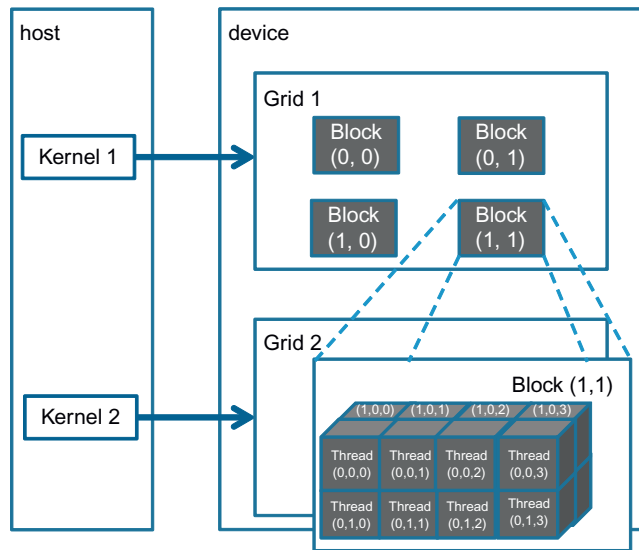 host
device
Grid 1
Kernel 1
Block
(0, 0)
Block
(0, 1)
Block
(1, 0)
Block
(1, 1)
Grid 2
Kernel 2
Block (1,1)
(1,0,0)
(1,0,1)
(1,0,2)
(1,0,3)
Thread
(0,0,0)
Thread
(0,0,1)
Thread
(0,0,2)
Thread
(0,0,3)
Thread
(0,1,0)
Thread
(0,1,1)
Thread
(0,1,2)
Thread
(0,1,3)